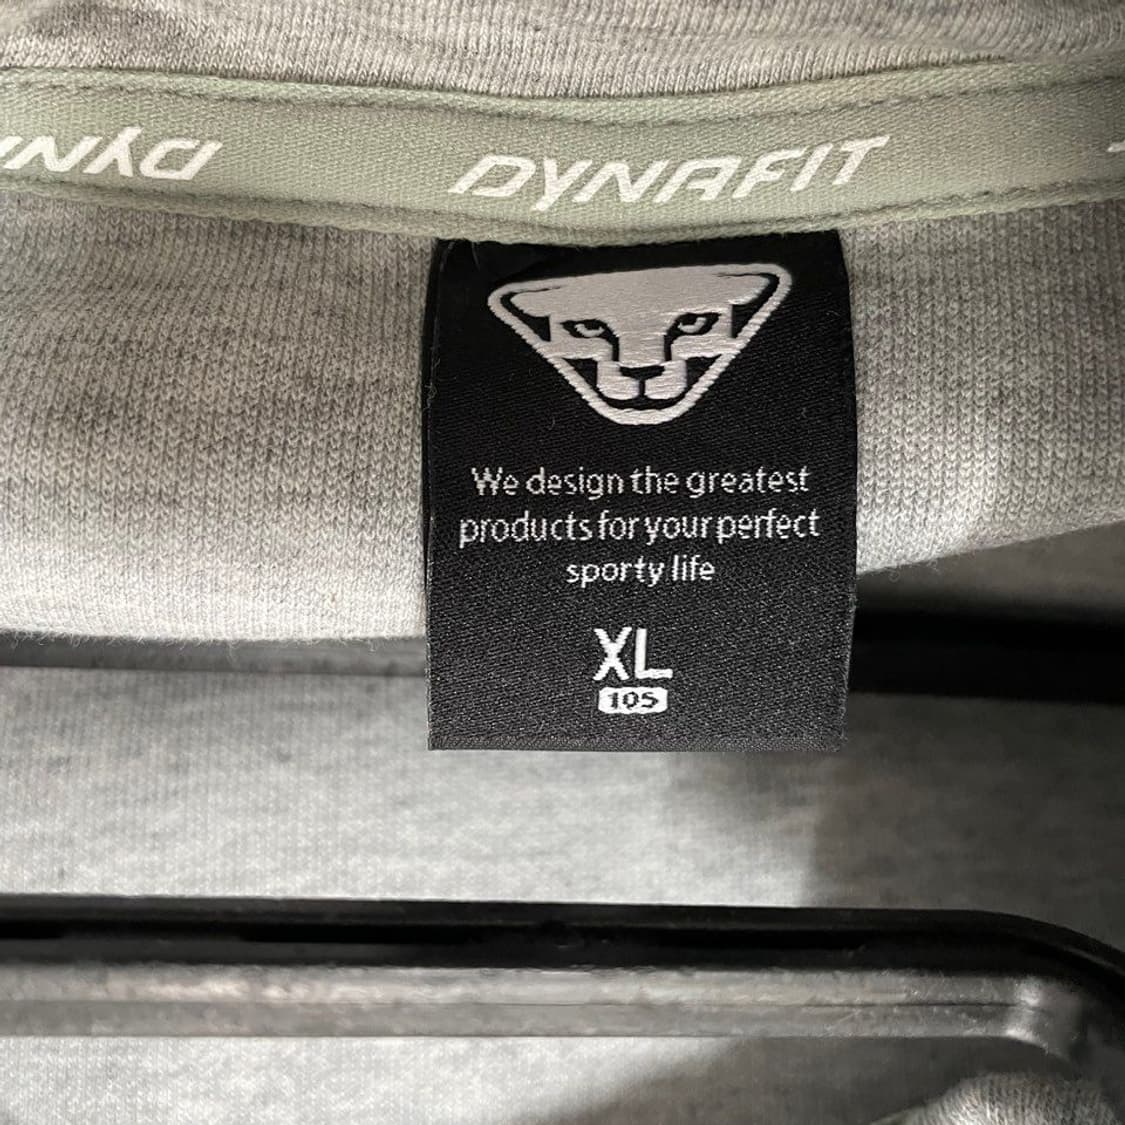 DYNAFIT
We design the greatest
products for your perfect
sporty life
XL
105